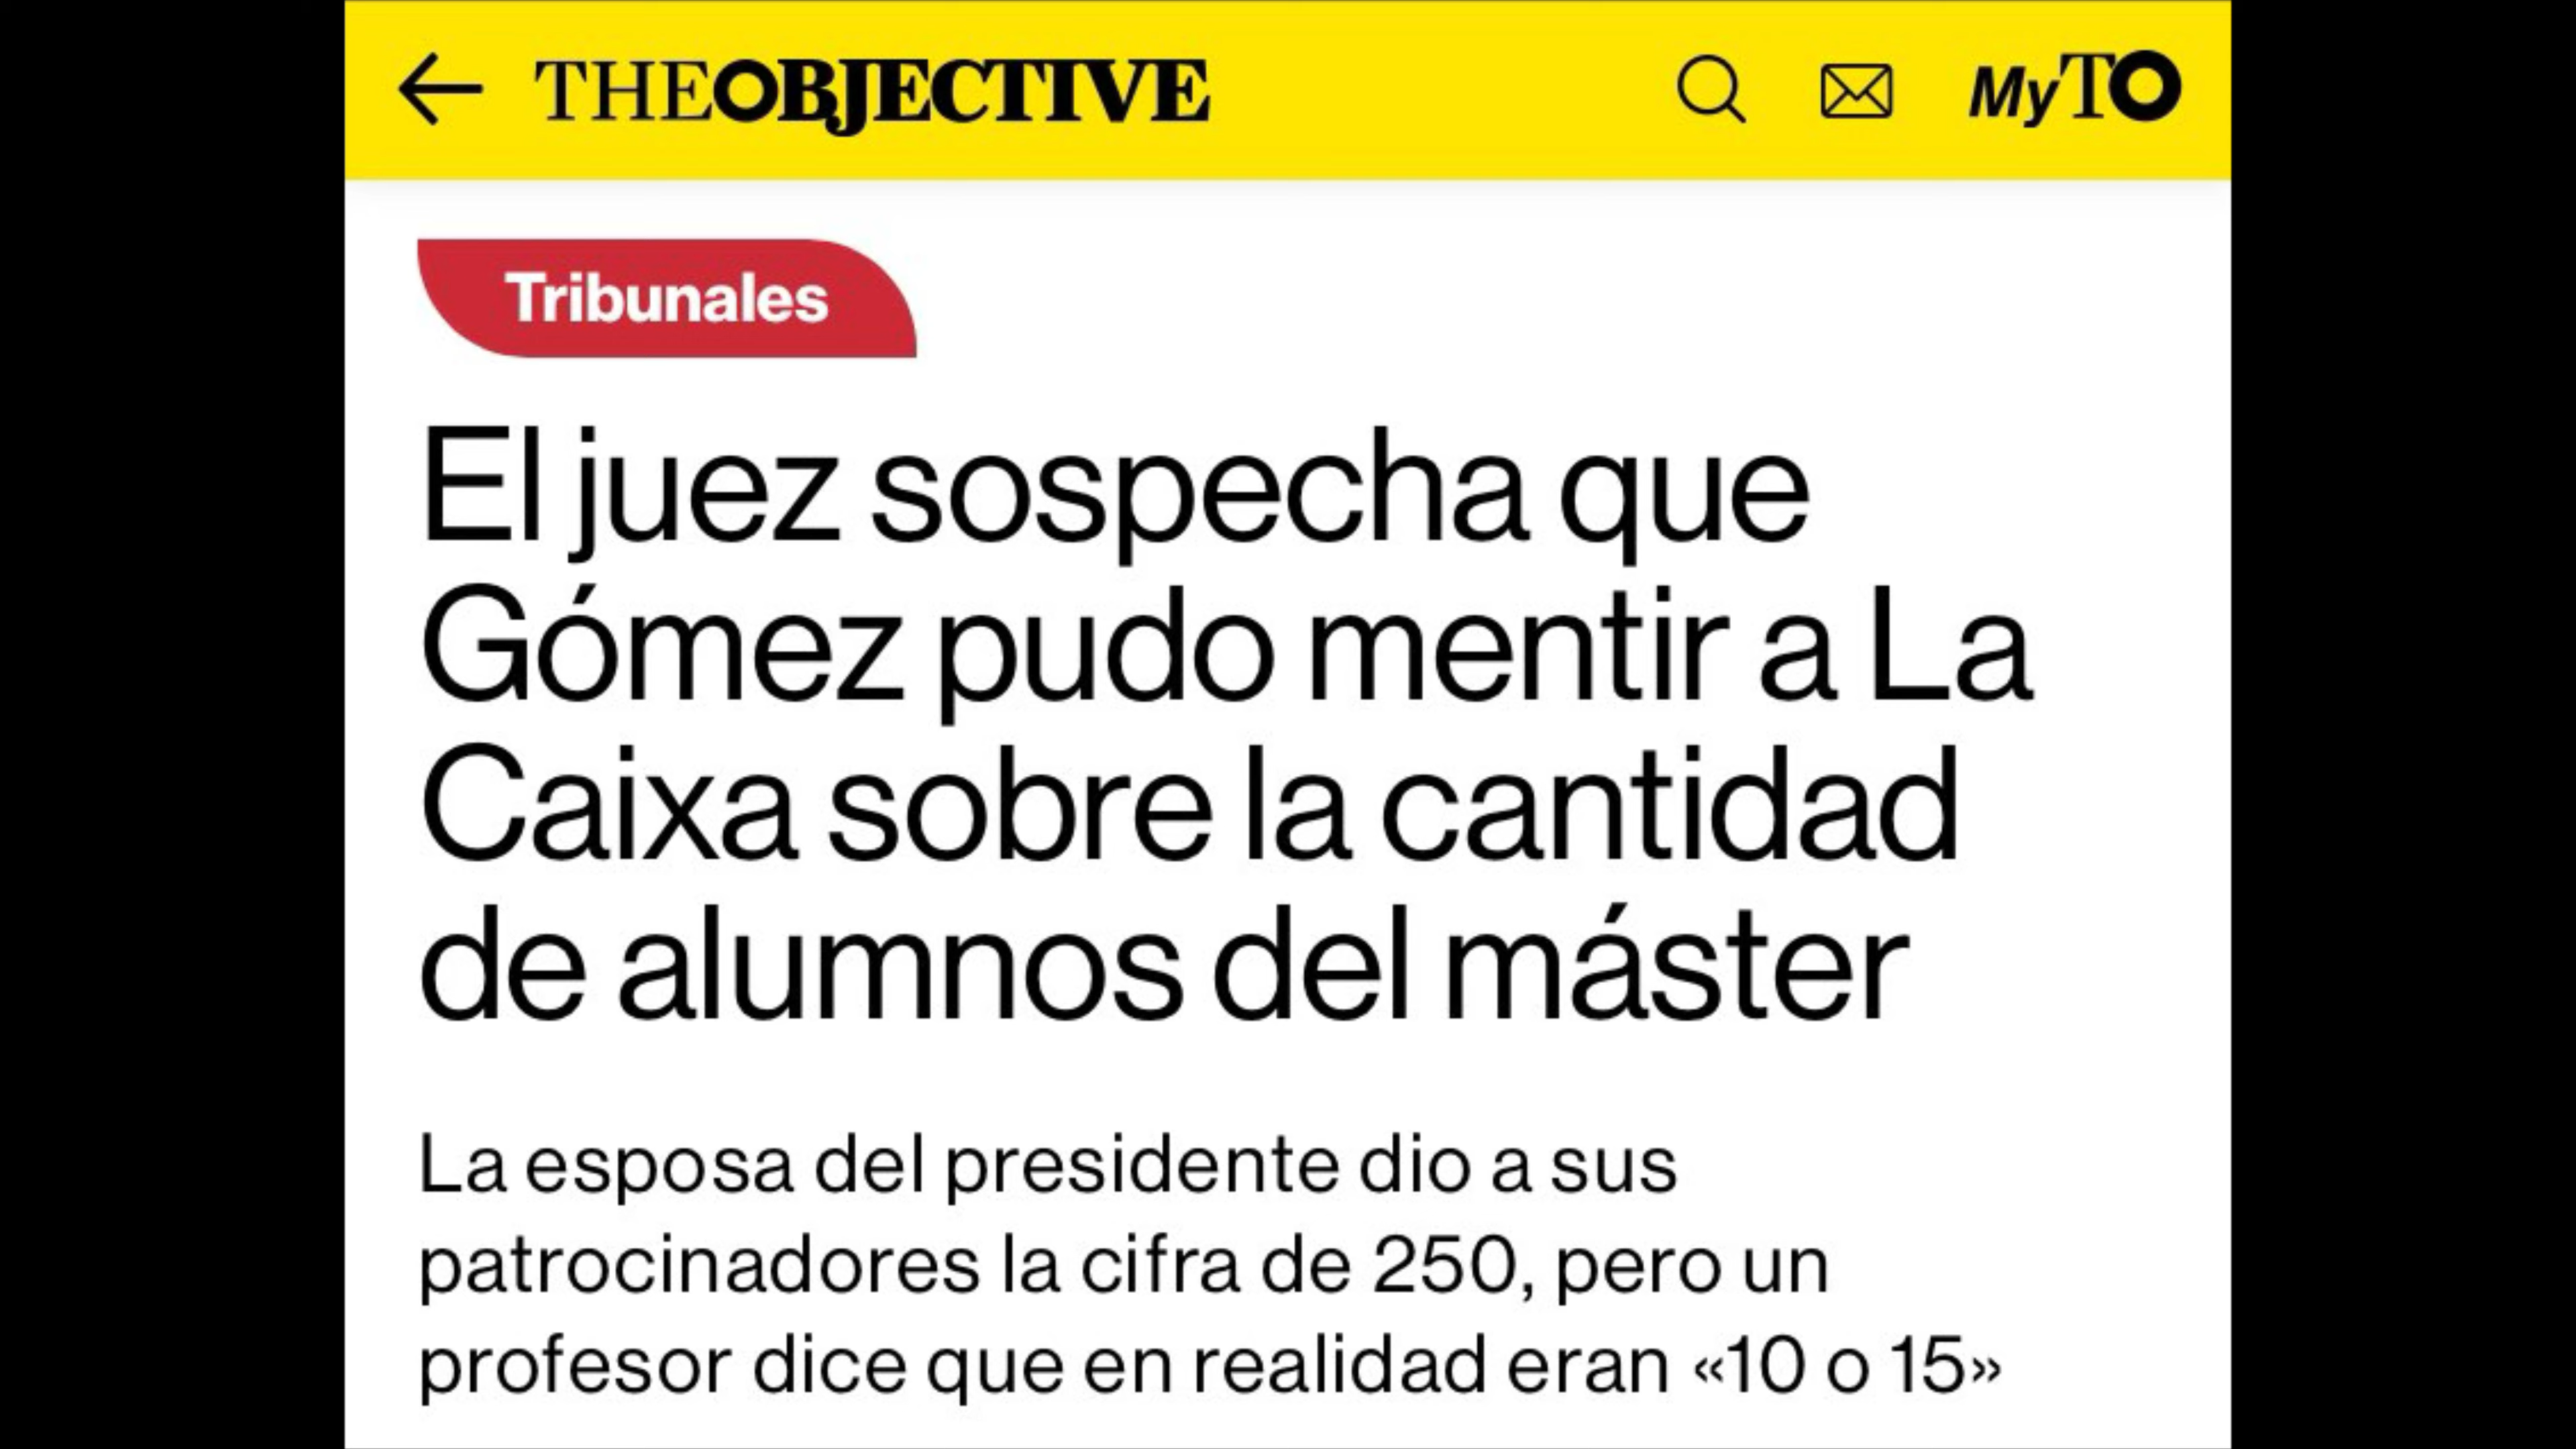 THEOBJECTIVE
MyTO
Tribunales
El juez sospecha que
Gómez pudo mentir a La
Caixa sobre la cantidad
de alumnos del máster
La esposa del presidente dio a sus
patrocinadores la cifra de 250, pero un
profesor dice que en realidad eran «10 o 15»